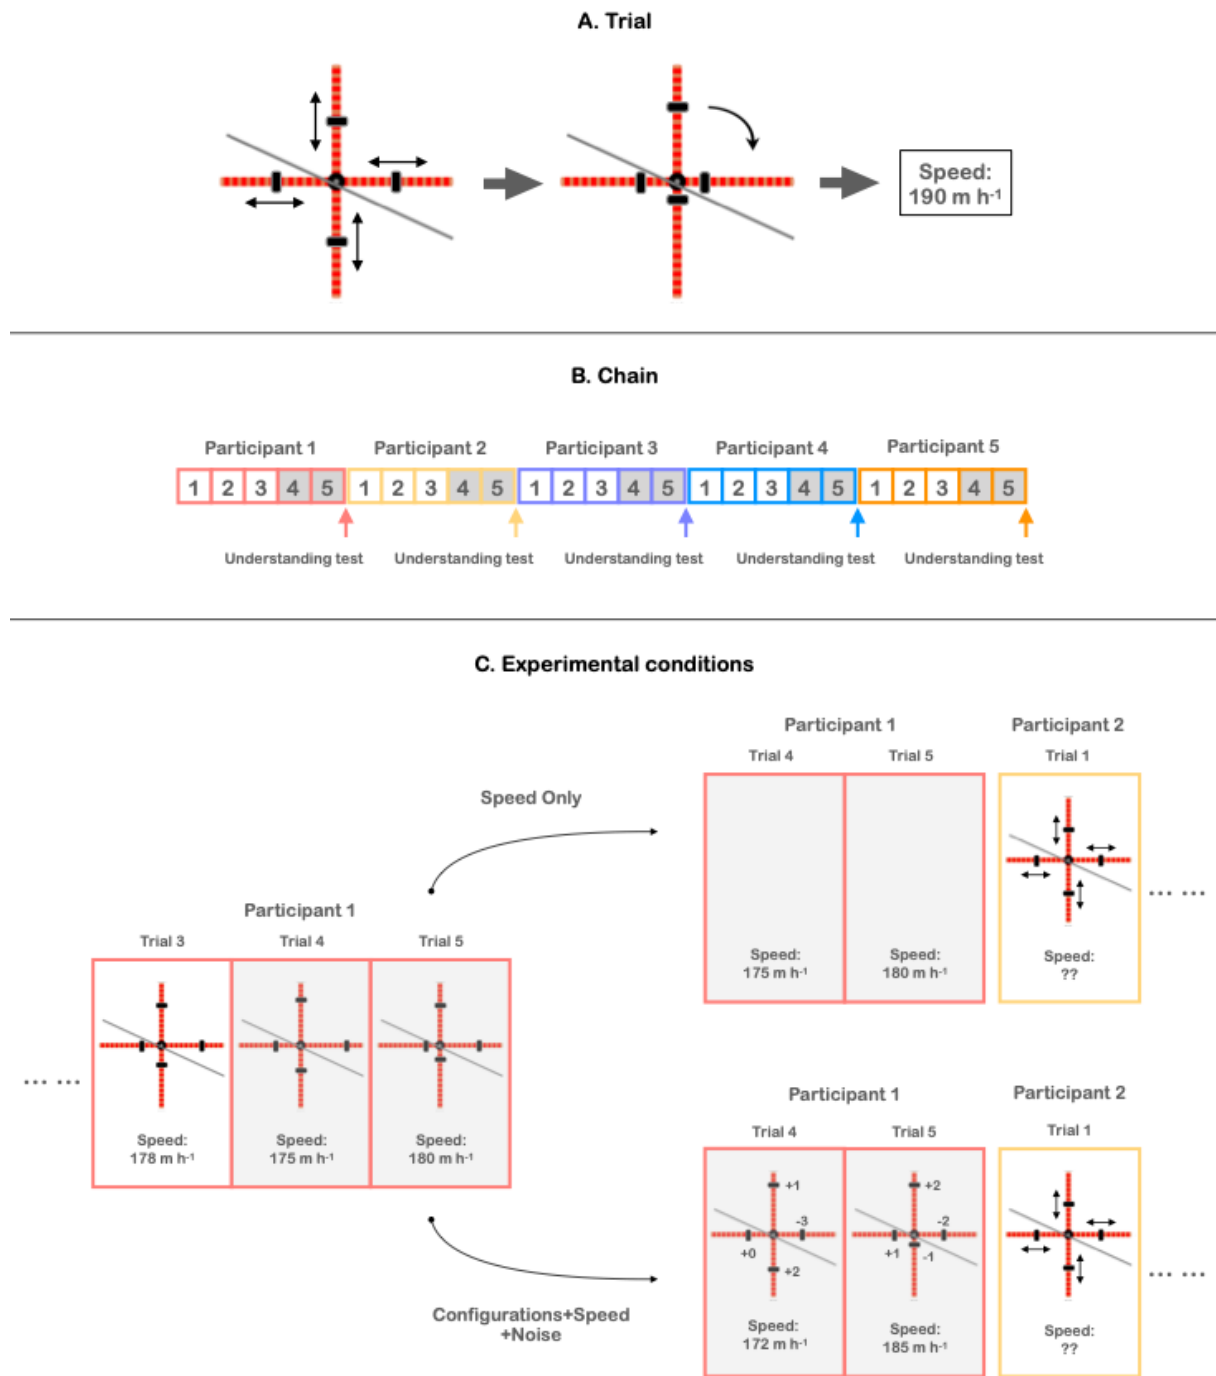 A. Trial
Speed:
190 m h-1
B. Chain
Participant 1 Participant 2 Participant 3 Participant 4 Participant 5
1 2 3 4 5 1 2 3 4 5 1 2 3 4 5 1 2 3 4 5 1 2 3 4 5
Understanding test Understanding test Understanding test Understanding test Understanding test
C. Experimental conditions
Participant 1 Participant 2
Trial 4 Trial 5 Trial 1
Speed Only
Speed: Speed: Speed:
175 m h-1 180 m h-1 ??
... ...
Participant 1
Trial 3 Trial 4 Trial 5
Speed: Speed: Speed:
178 m h-1 175 m h-1 180 m h-1
... ...
Configurations+Speed
+Noise
Participant 1 Participant 2
Trial 4 Trial 5 Trial 1
+1 +2
-3 -2
+0 +1 -1
+2
Speed: Speed: Speed:
172 m h-1 185 m h-1 ??
... ...